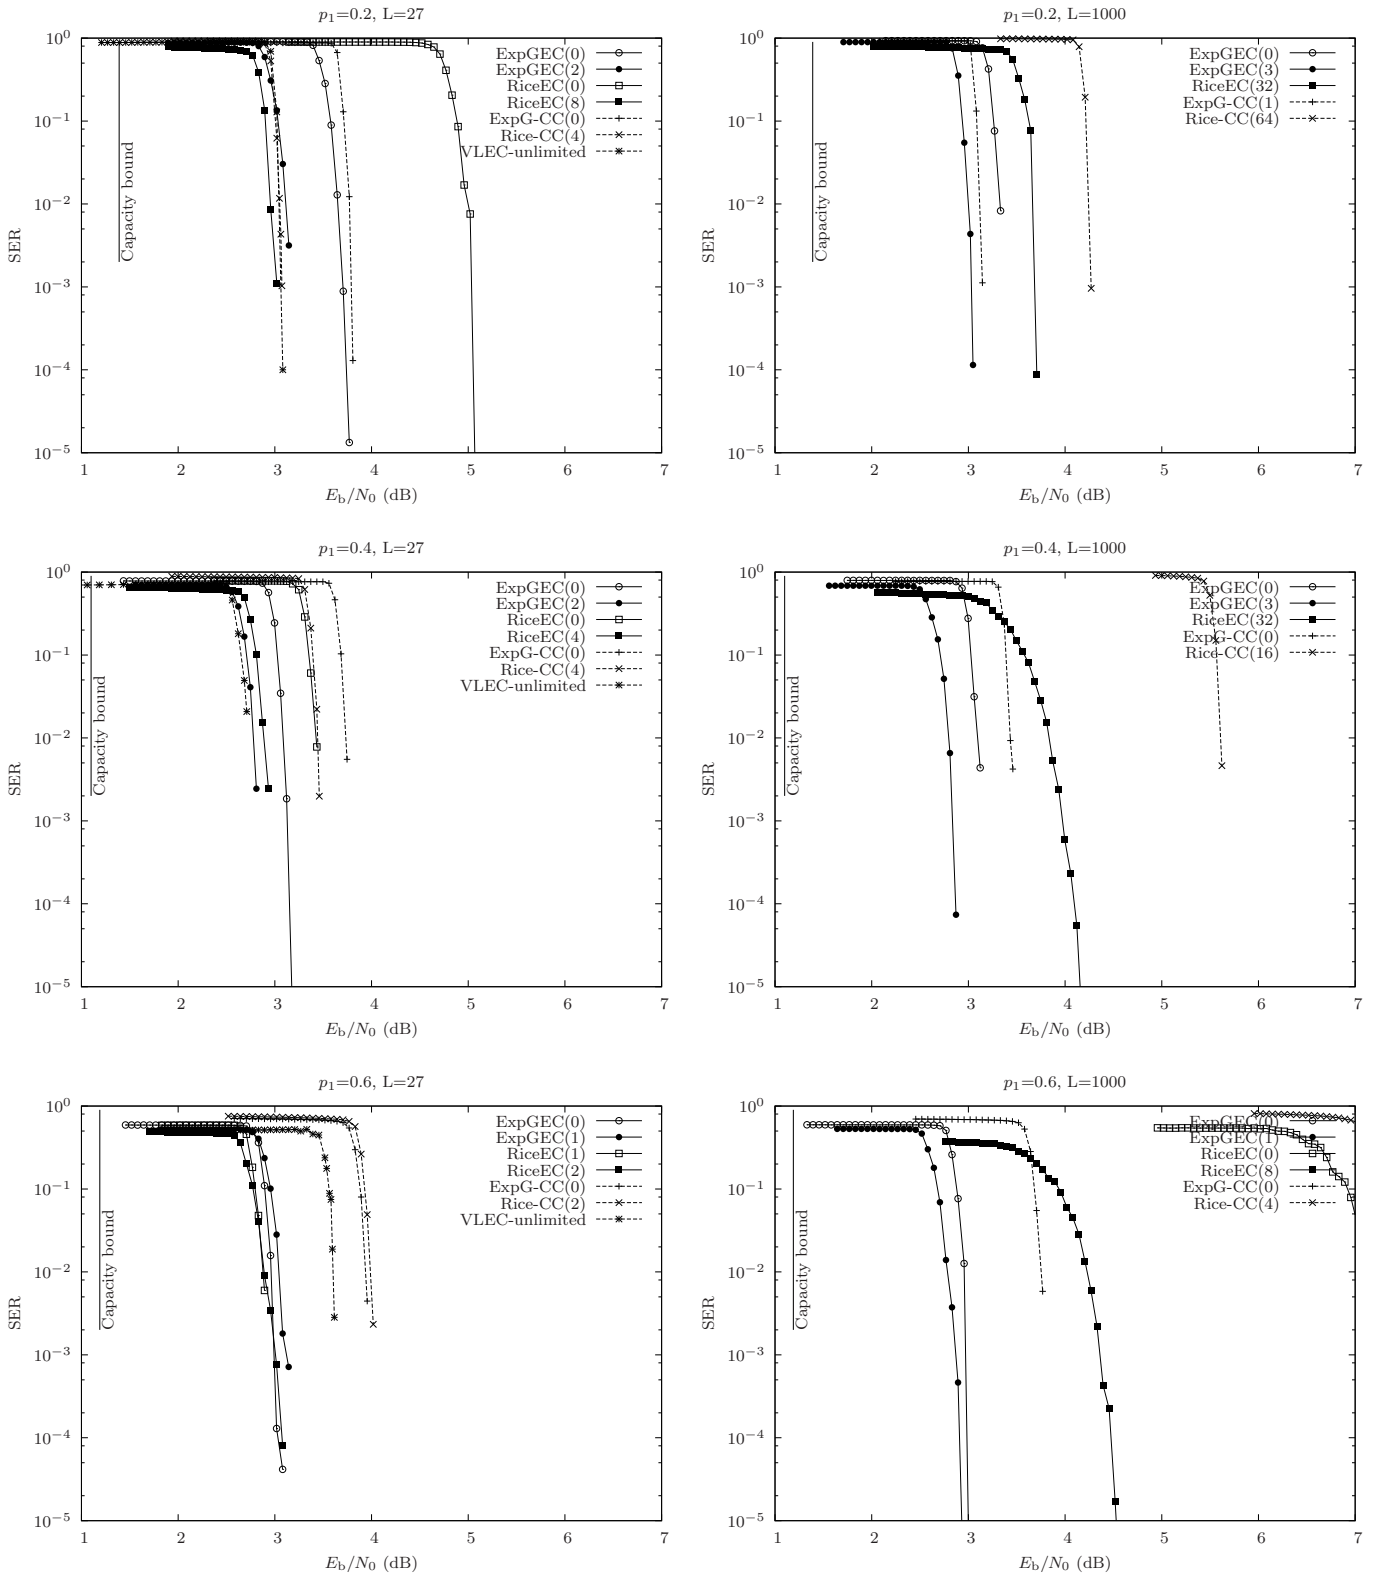 p1=0.2, L=27
10^0
10^−1
10^−2
10^−3
10^−4
10^−5
SER
Capacity bound
ExpGEC(0)
ExpGEC(2)
RiceEC(0)
RiceEC(8)
ExpG-CC(0)
Rice-CC(4)
VLEC-unlimited
1 2 3 4 5 6 7
Eb/N0 (dB)
p1=0.2, L=1000
10^0
10^−1
10^−2
10^−3
10^−4
10^−5
SER
Capacity bound
ExpGEC(0)
ExpGEC(3)
RiceEC(32)
ExpG-CC(1)
Rice-CC(64)
1 2 3 4 5 6 7
Eb/N0 (dB)
p1=0.4, L=27
10^0
10^−1
10^−2
10^−3
10^−4
10^−5
SER
Capacity bound
ExpGEC(0)
ExpGEC(2)
RiceEC(0)
RiceEC(4)
ExpG-CC(0)
Rice-CC(4)
VLEC-unlimited
1 2 3 4 5 6 7
Eb/N0 (dB)
p1=0.4, L=1000
10^0
10^−1
10^−2
10^−3
10^−4
10^−5
SER
Capacity bound
ExpGEC(0)
ExpGEC(3)
RiceEC(32)
ExpG-CC(0)
Rice-CC(16)
1 2 3 4 5 6 7
Eb/N0 (dB)
p1=0.6, L=27
10^0
10^−1
10^−2
10^−3
10^−4
10^−5
SER
Capacity bound
ExpGEC(0)
ExpGEC(1)
RiceEC(1)
RiceEC(2)
ExpG-CC(0)
Rice-CC(2)
VLEC-unlimited
1 2 3 4 5 6 7
Eb/N0 (dB)
p1=0.6, L=1000
10^0
10^−1
10^−2
10^−3
10^−4
10^−5
SER
Capacity bound
ExpGEC(0)
ExpGEC(1)
RiceEC(0)
RiceEC(8)
ExpG-CC(0)
Rice-CC(4)
1 2 3 4 5 6 7
Eb/N0 (dB)